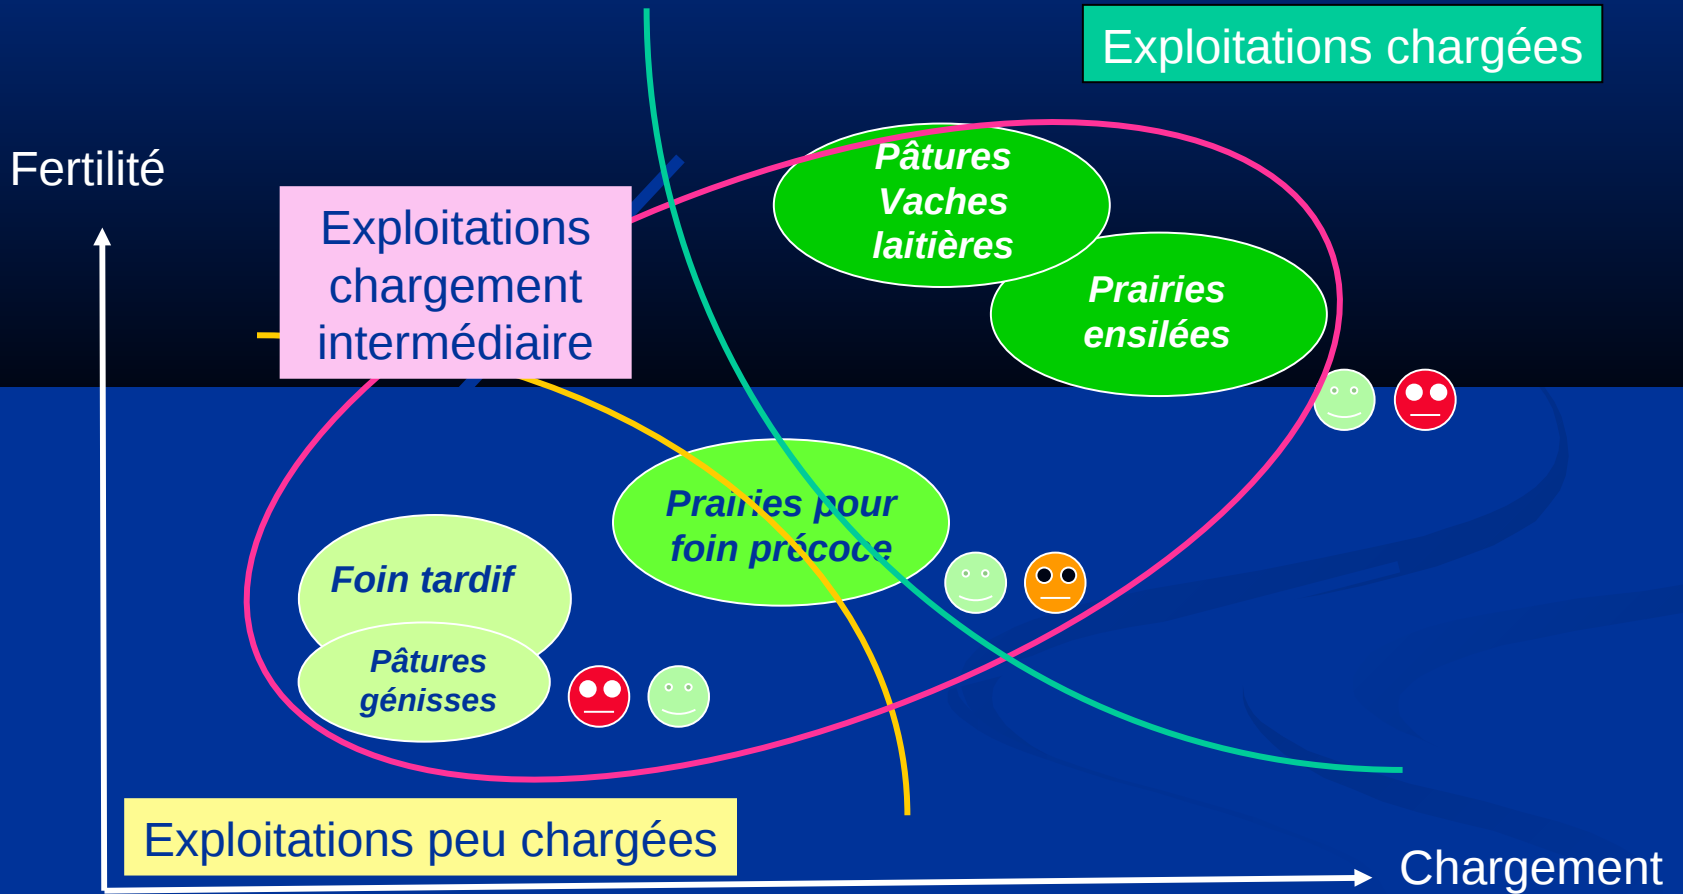 Exploitations chargées
Fertilité
Exploitations
chargement
intermédiaire
Pâtures
Vaches
laitières
Prairies
ensilées
Prairies pour
foin précoce
Foin tardif
Pâtures
génisses
Exploitations peu chargées
Chargement